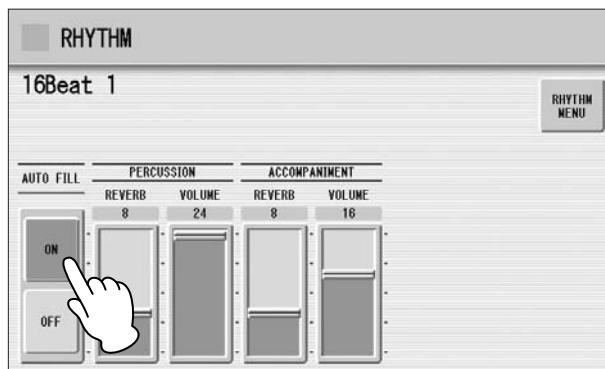 RHYTHM
16Beat 1
RHYTHM
MENU
AUTO FILL
PERCUSSION
ACCOMPANIMENT
REVERB VOLUME REVERB VOLUME
8 24 8 16
ON
OFF